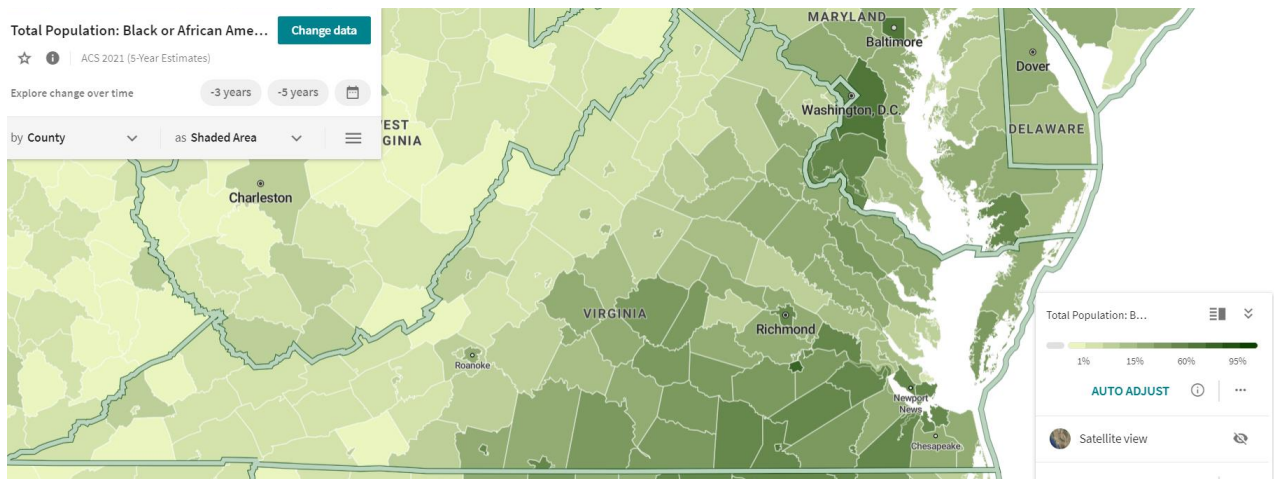 Total Population: Black or African Ame...
Change data
ACS 2021 (5-Year Estimates)
Explore change over time
-3 years
-5 years
by County
as Shaded Area
MARYLAND
Baltimore
Dover
Washington, D.C.
DELAWARE
EST
GINIA
Charleston
VIRGINIA
Richmond
Roanoke
Newport
News
Chesapeake
Total Population: B...
1% 15% 60% 95%
AUTO ADJUST
Satellite view